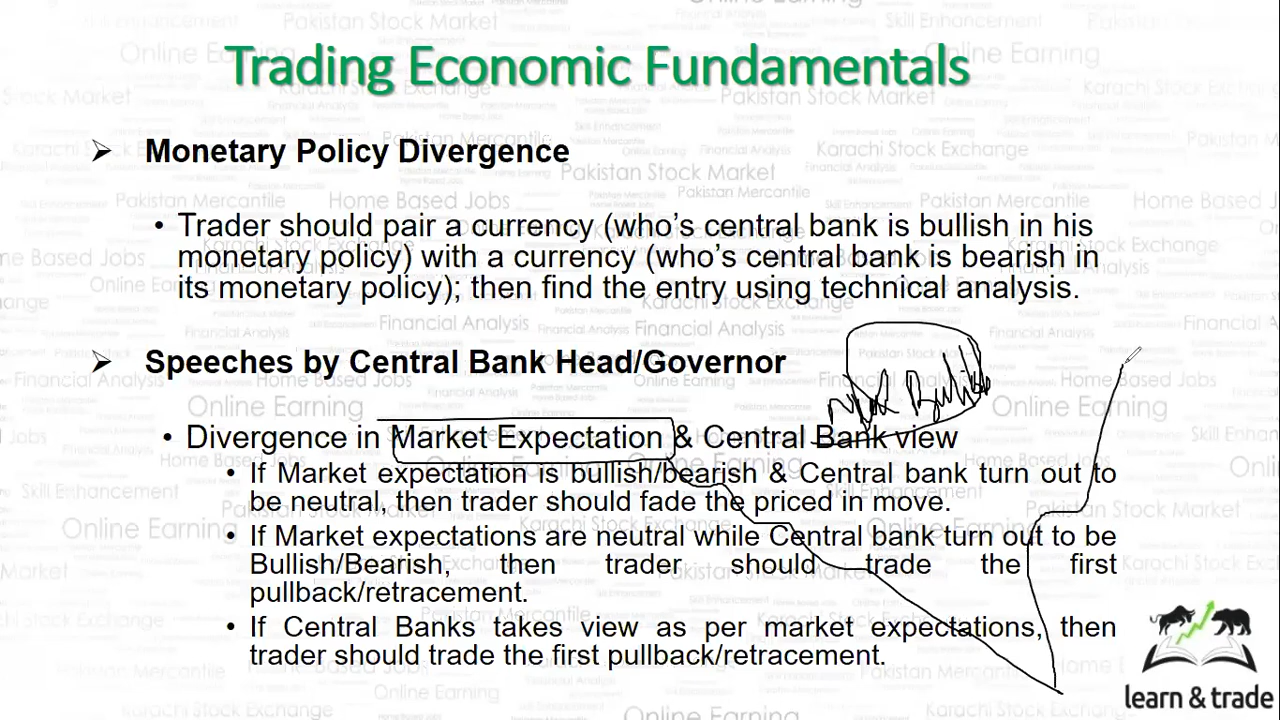 Trading Economic Fundamentals
➢ Monetary Policy Divergence
• Trader should pair a currency (who's central bank is bullish in his
monetary policy) with a currency (who's central bank is bearish in
its monetary policy); then find the entry using technical analysis.
➢ Speeches by Central Bank Head/Governor
• Divergence in Market Expectation & Central Bank view
• If Market expectation is bullish/bearish & Central bank turn out to
be neutral, then trader should fade the priced in move.
• If Market expectations are neutral while Central bank turn out to be
Bullish/Bearish, then trader should trade the first
pullback/retracement.
• If Central Banks takes view as per market expectations, then
trader should trade the first pullback/retracement.
learn & trade